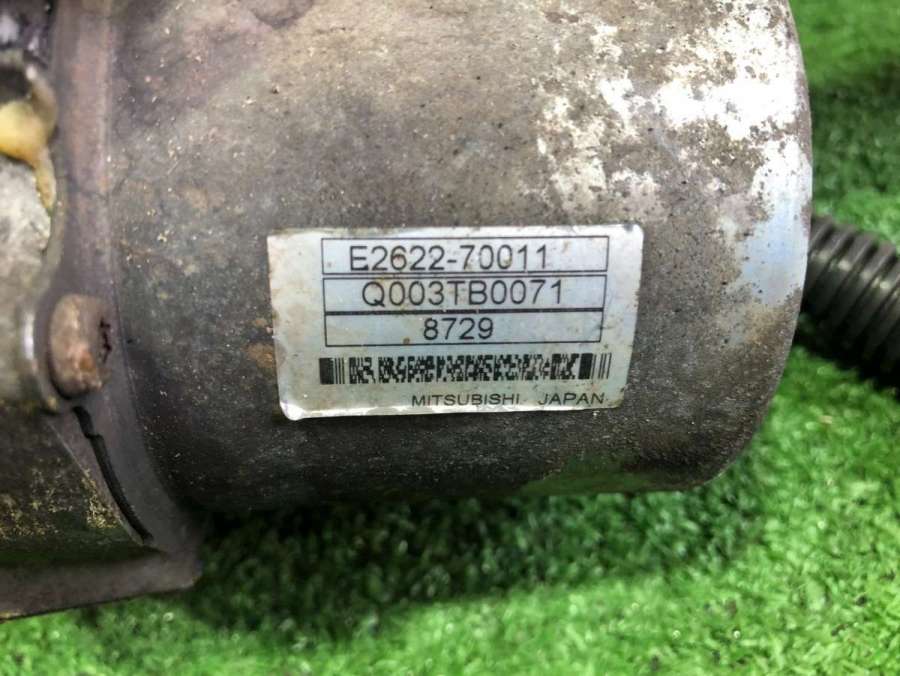 E2622-70011
Q003TB0071
8729
MITSUBISHI JAPAN